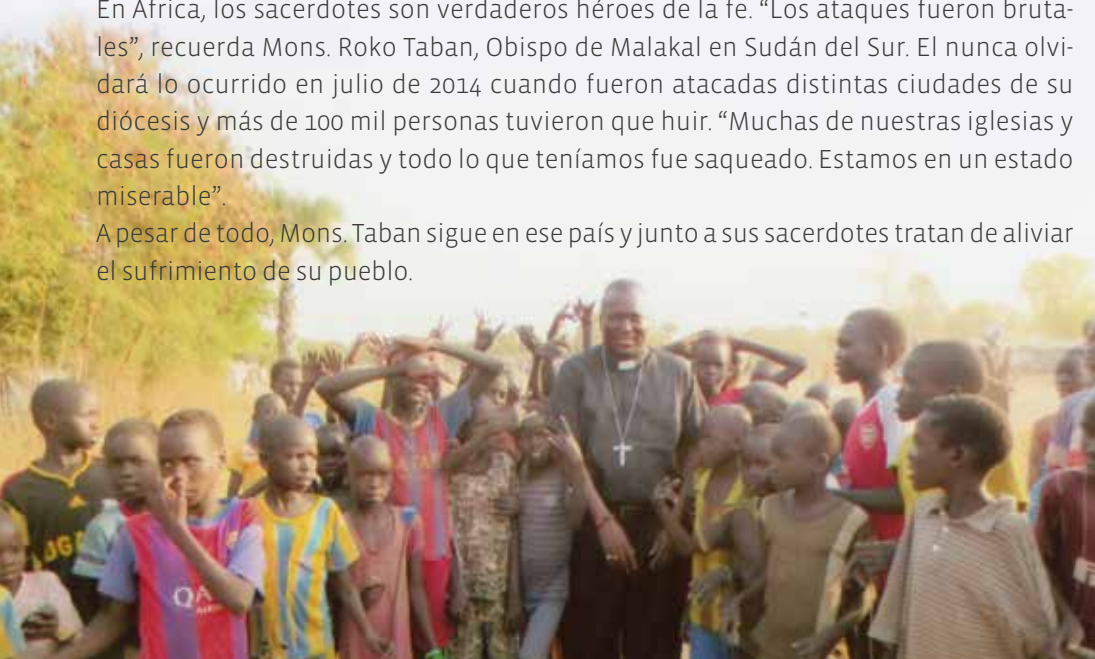 En África, los sacerdotes son verdaderos héroes de la fe. “Los ataques fueron bruta-
les”, recuerda Mons. Roko Taban, Obispo de Malakal en Sudán del Sur. El nunca olvi-
dará lo ocurrido en julio de 2014 cuando fueron atacadas distintas ciudades de su
diócesis y más de 100 mil personas tuvieron que huir. “Muchas de nuestras iglesias y
casas fueron destruidas y todo lo que teníamos fue saqueado. Estamos en un estado
miserable”.
A pesar de todo, Mons. Taban sigue en ese país y junto a sus sacerdotes tratan de aliviar
el sufrimiento de su pueblo.